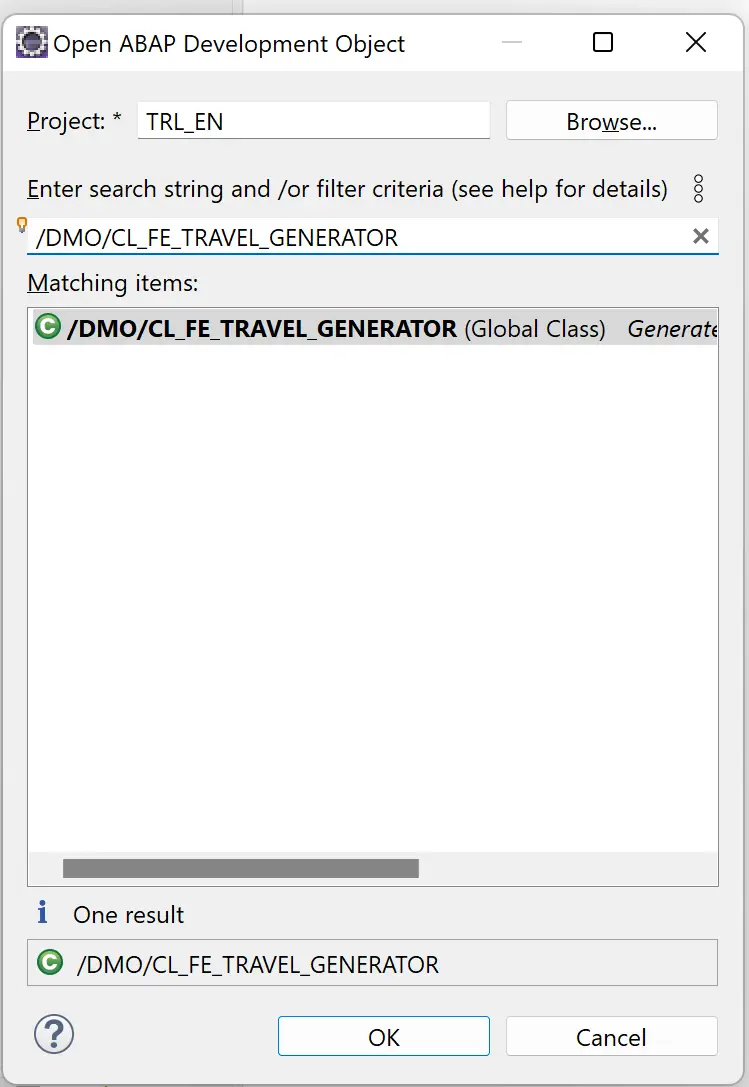 Open ABAP Development Object
Project: * TRL_EN Browse...
Enter search string and /or filter criteria (see help for details)
/DMO/CL_FE_TRAVEL_GENERATOR
Matching items:
/DMO/CL_FE_TRAVEL_GENERATOR (Global Class) Generate
One result
/DMO/CL_FE_TRAVEL_GENERATOR
OK Cancel